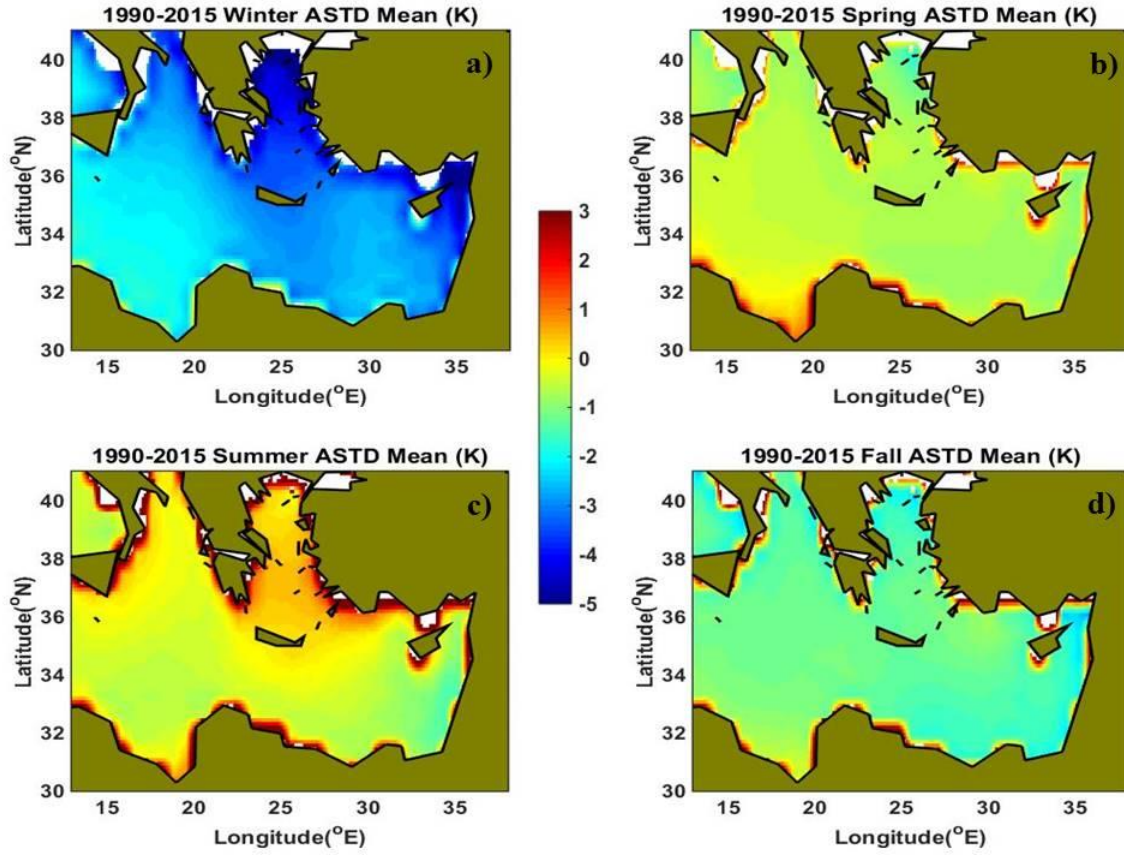 1990-2015 Winter ASTD Mean (K)
a)
Latitude(°N)
40
38
36
34
32
30
15 20 25 30 35
Longitude(°E)
1990-2015 Spring ASTD Mean (K)
b)
Latitude(°N)
40
38
36
34
32
30
15 20 25 30 35
Longitude(°E)
3
2
1
0
-1
-2
-3
-4
-5
1990-2015 Summer ASTD Mean (K)
c)
Latitude(°N)
40
38
36
34
32
30
15 20 25 30 35
Longitude(°E)
1990-2015 Fall ASTD Mean (K)
d)
Latitude(°N)
40
38
36
34
32
30
15 20 25 30 35
Longitude(°E)